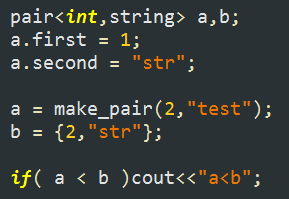 pair<int,string> a,b;
a.first = 1;
a.second = "str";
a = make_pair(2,"test");
b = {2,"str"};
if( a < b )cout<<"a<b";